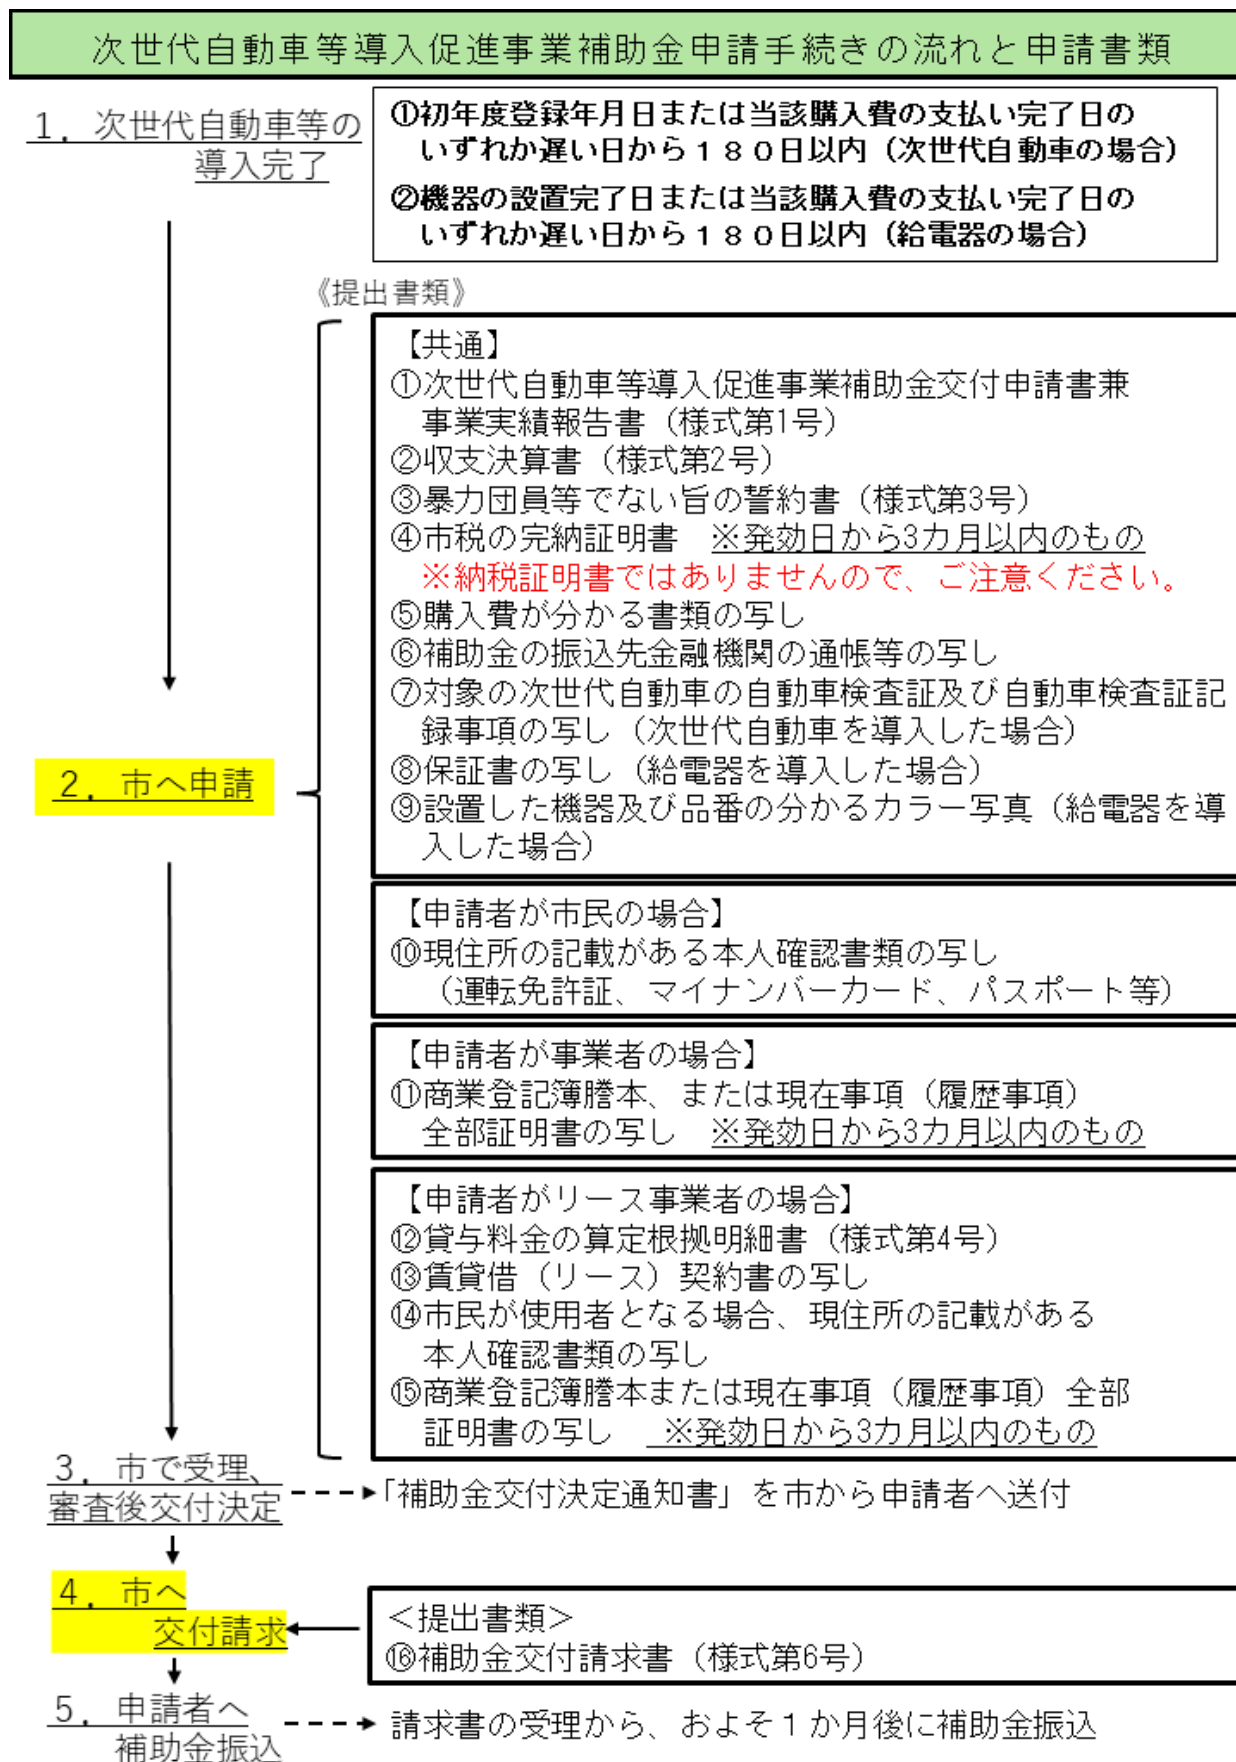 次世代自動車等導入促進事業補助金申請手続きの流れと申請書類
1．次世代自動車等の
導入完了
①初年度登録年月日または当該購入費の支払い完了日の
いずれか遅い日から１８０日以内（次世代自動車の場合）
②機器の設置完了日または当該購入費の支払い完了日の
いずれか遅い日から１８０日以内（給電器の場合）
《提出書類》
【共通】
①次世代自動車等導入促進事業補助金交付申請書兼
事業実績報告書（様式第1号）
②収支決算書（様式第2号）
③暴力団員等でない旨の誓約書（様式第3号）
④市税の完納証明書　※発効日から3カ月以内のもの
※納税証明書ではありませんので、ご注意ください。
⑤購入費が分かる書類の写し
⑥補助金の振込先金融機関の通帳等の写し
⑦対象の次世代自動車の自動車検査証及び自動車検査証記
録事項の写し（次世代自動車を導入した場合）
⑧保証書の写し（給電器を導入した場合）
⑨設置した機器及び品番の分かるカラー写真（給電器を導
入した場合）
2．市へ申請
【申請者が市民の場合】
⑩現住所の記載がある本人確認書類の写し
（運転免許証、マイナンバーカード、パスポート等）
【申請者が事業者の場合】
⑪商業登記簿謄本、または現在事項（履歴事項）
全部証明書の写し　※発効日から3カ月以内のもの
【申請者がリース事業者の場合】
⑫貸与料金の算定根拠明細書（様式第4号）
⑬賃貸借（リース）契約書の写し
⑭市民が使用者となる場合、現住所の記載がある
本人確認書類の写し
⑮商業登記簿謄本または現在事項（履歴事項）全部
証明書の写し　※発効日から3カ月以内のもの
3．市で受理、
審査後交付決定
「補助金交付決定通知書」を市から申請者へ送付
4．市へ
交付請求
＜提出書類＞
⑯補助金交付請求書（様式第6号）
5．申請者へ
補助金振込
請求書の受理から、およそ１か月後に補助金振込